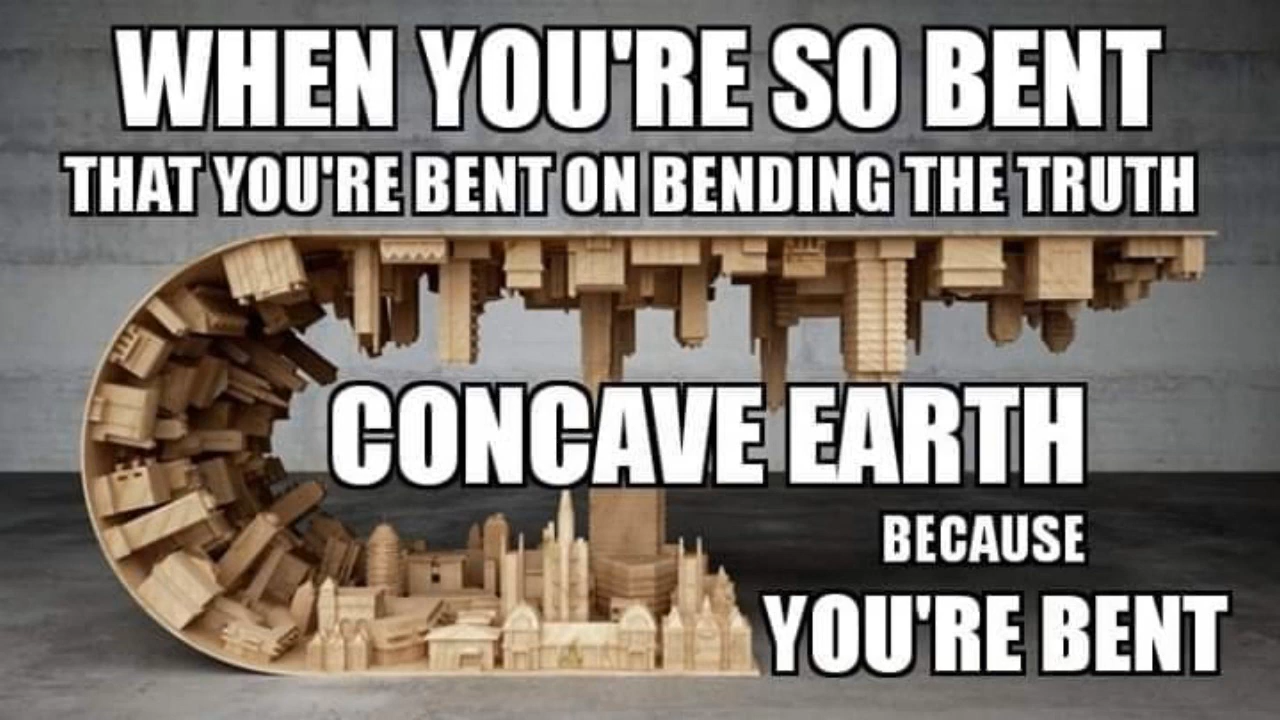 WHEN YOU'RE SO BENT
THAT YOU'RE BENT ON BENDING THE TRUTH
CONCAVE EARTH
BECAUSE
YOU'RE BENT